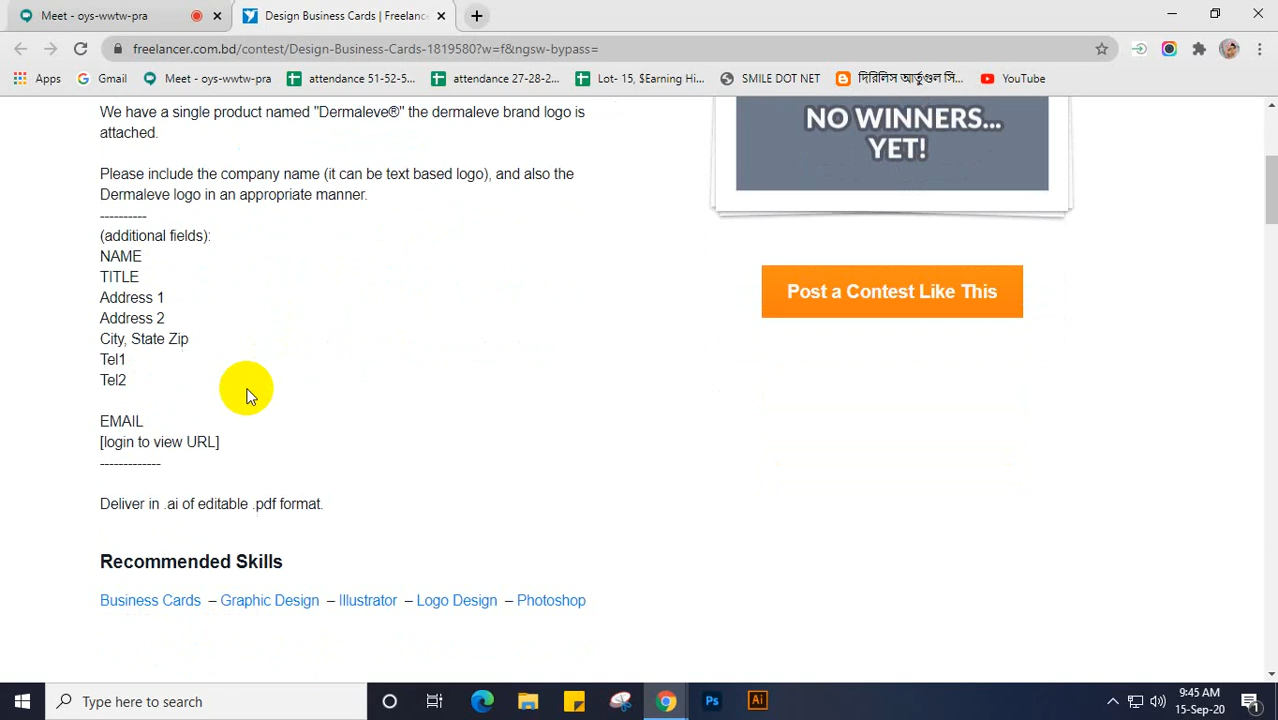 Meet - oys-wwtw-pra
Design Business Cards | Freelanc
freelancer.com.bd/contest/Design-Business-Cards-1819580?w=f&ngsw-bypass=
Apps
Gmail
Meet - oys-wwtw-pra
attendance 51-52-5...
attendance 27-28-2...
Lot- 15, $Earning Hi...
SMILE DOT NET
দিরিলিস আর্তুগুল সি...
YouTube
We have a single product named "Dermaleve®" the dermaleve brand logo is
attached.
Please include the company name (it can be text based logo), and also the
Dermaleve logo in an appropriate manner.
----------
(additional fields):
NAME
TITLE
Address 1
Address 2
City, State Zip
Tel1
Tel2
EMAIL
[login to view URL]
-------------
Deliver in .ai of editable .pdf format.
Recommended Skills
Business Cards – Graphic Design – Illustrator – Logo Design – Photoshop
NO WINNERS...
YET!
Post a Contest Like This
Type here to search
Ps
Ai
9:45 AM
15-Sep-20
1